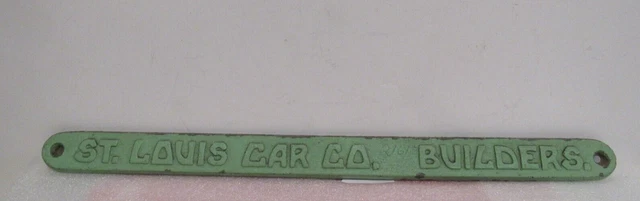 ST. LOUIS CAR CO. BUILDERS.